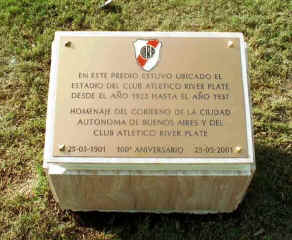 EN ESTE PREDIO ESTUVO UBICADO EL
ESTADIO DEL CLUB ATLETICO RIVER PLATE
DESDE EL AÑO 1923 HASTA EL AÑO 1937
HOMENAJE DEL GOBIERNO DE LA CIUDAD
AUTONOMA DE BUENOS AIRES Y DEL
CLUB ATLETICO RIVER PLATE
25-05-1901 100° ANIVERSARIO 25-05-2001